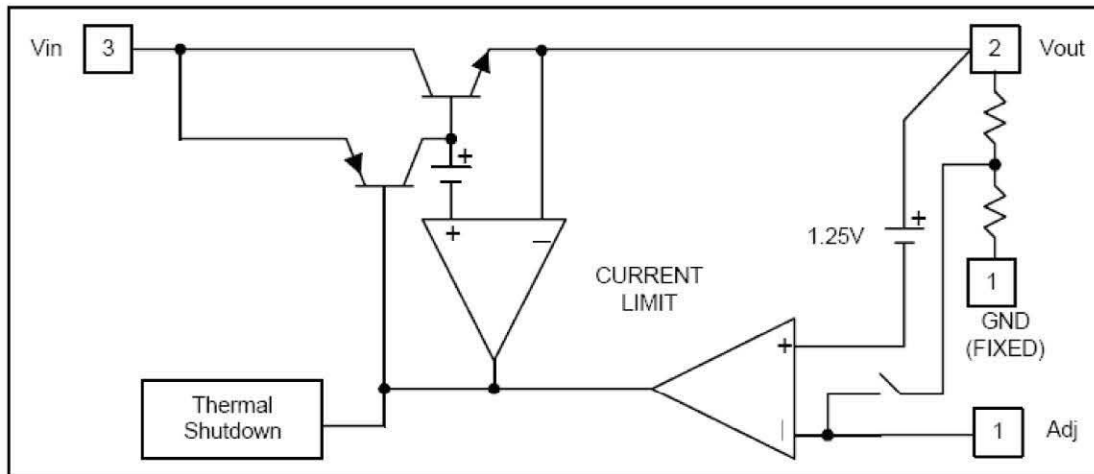 Vin 3
2 Vout
+
+ −
1.25V
+
CURRENT
LIMIT
1
GND
(FIXED)
+
−
Thermal
Shutdown
1 Adj